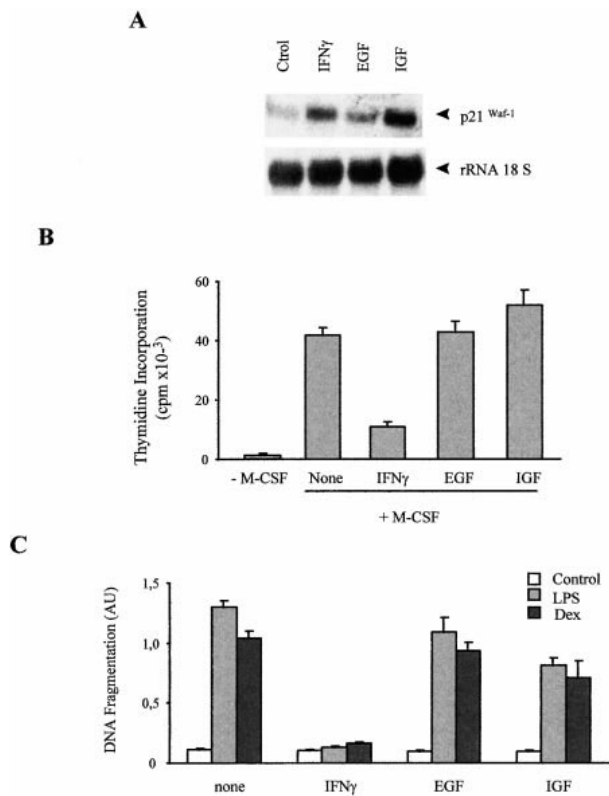 A
Ctrol IFNγ EGF IGF
p21 Waf-1
rRNA 18 S
B
Thymidine Incorporation
(cpm x10-3)
60
40
20
0
- M-CSF None IFNγ EGF IGF
+ M-CSF
C
DNA Fragmentation (AU)
1,5
1,0
0,5
0
Control
LPS
Dex
none IFNγ EGF IGF